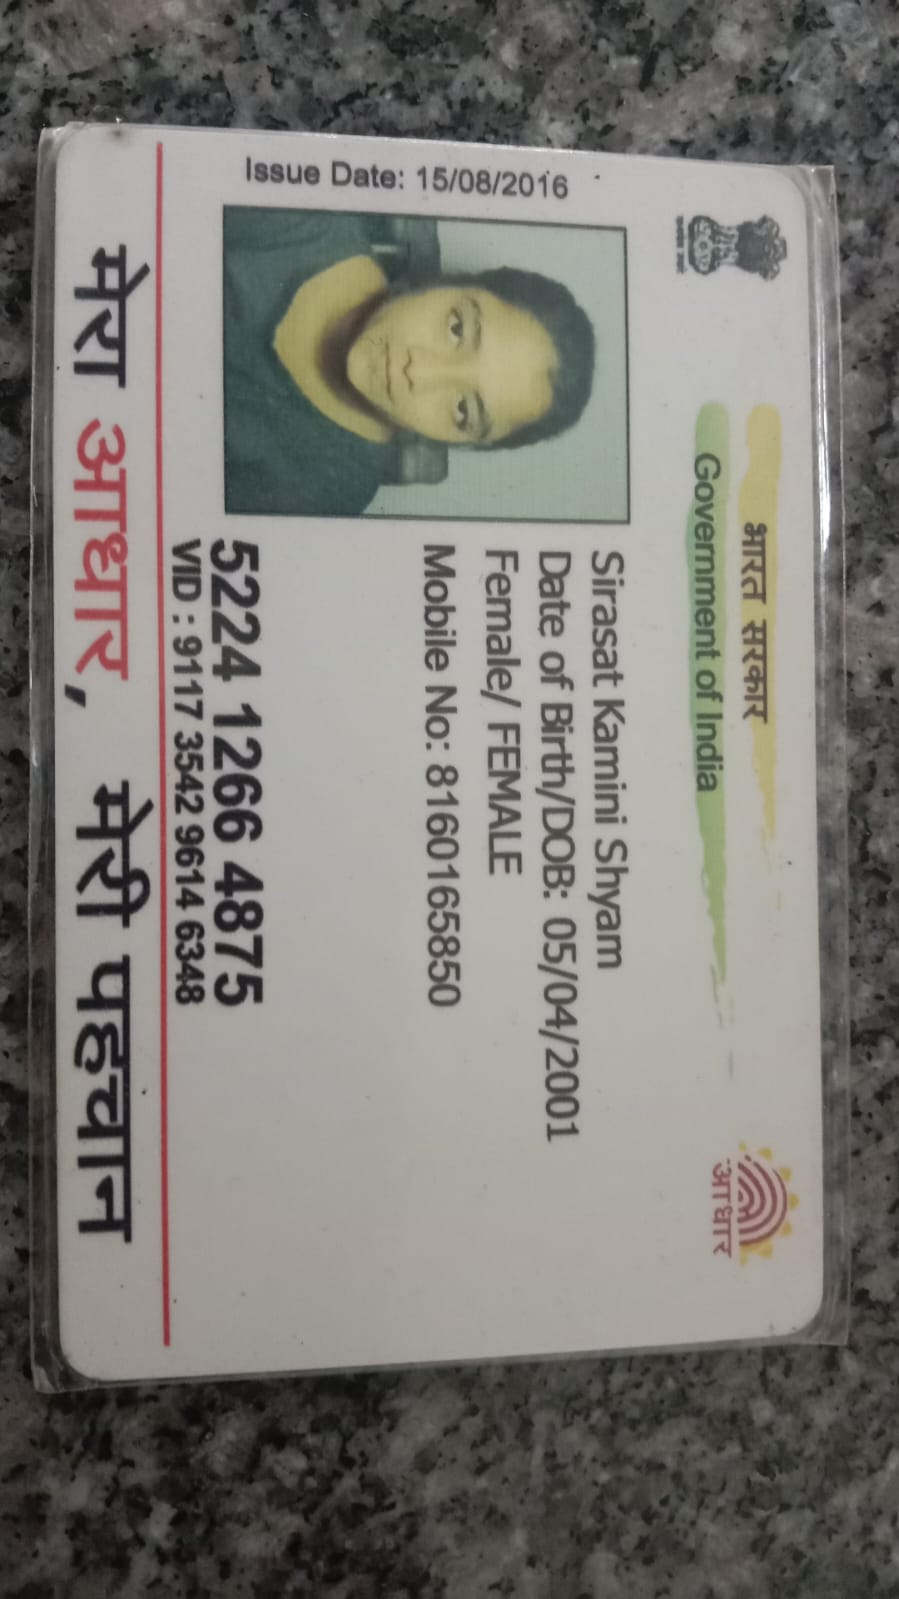 भारत सरकार
Government of India
आधार
Issue Date: 15/08/2016
Sirasat Kamini Shyam
Date of Birth/DOB: 05/04/2001
Female/ FEMALE
Mobile No: 8160165850
5224 1266 4875
VID : 9117 3542 9614 6348
मेरा आधार, मेरी पहचान